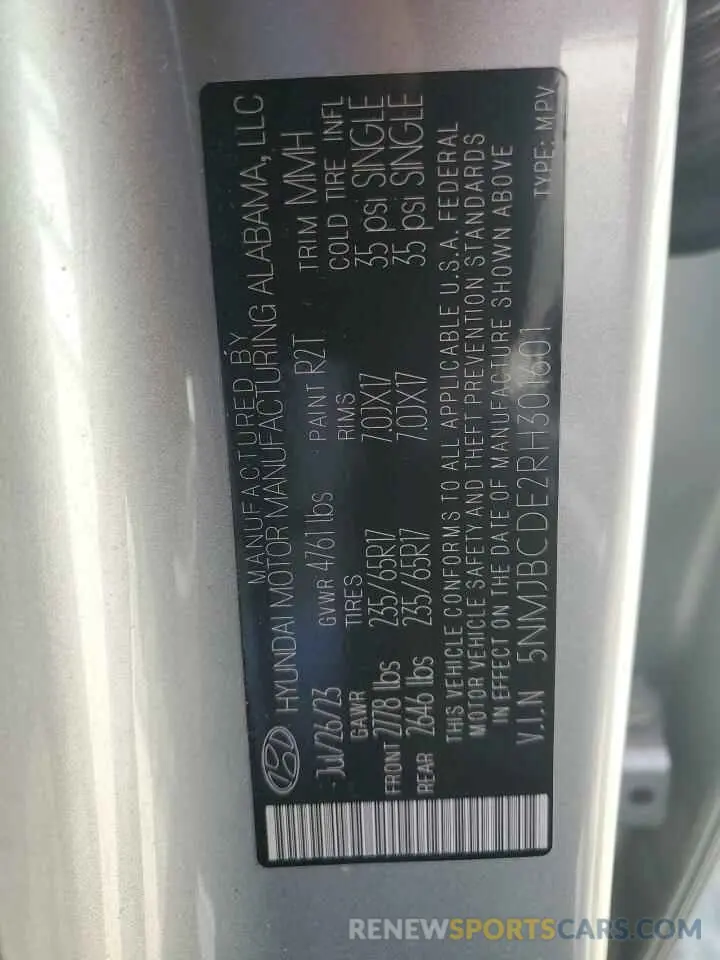 MANUFACTURED BY
HYUNDAI MOTOR MANUFACTURING ALABAMA, LLC
Jul/26/23 GVWR 4761 lbs PAINT R2T TRIM MMH
GAWR TIRES RIMS COLD TIRE INFL
FRONT 2778 lbs 235/65R17 7.0JX17 35 psi SINGLE
REAR 2646 lbs 235/65R17 7.0JX17 35 psi SINGLE
THIS VEHICLE CONFORMS TO ALL APPLICABLE U.S.A. FEDERAL
MOTOR VEHICLE SAFETY AND THEFT PREVENTION STANDARDS
IN EFFECT ON THE DATE OF MANUFACTURE SHOWN ABOVE
V.I.N 5NMJBCDE2RH301601 TYPE: MPV
RENEWSPORTSCARS.COM